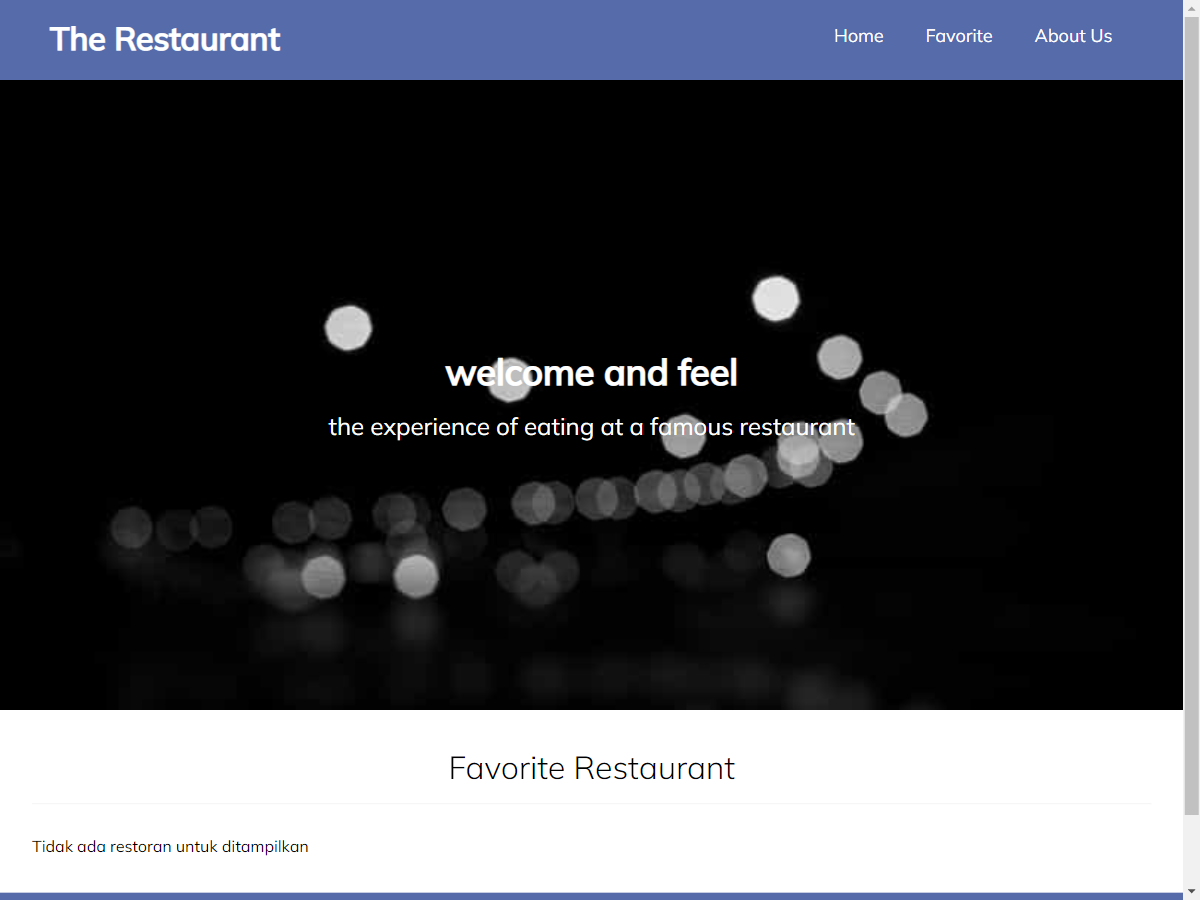 The Restaurant
Home
Favorite
About Us
welcome and feel
the experience of eating at a famous restaurant
Favorite Restaurant
Tidak ada restoran untuk ditampilkan